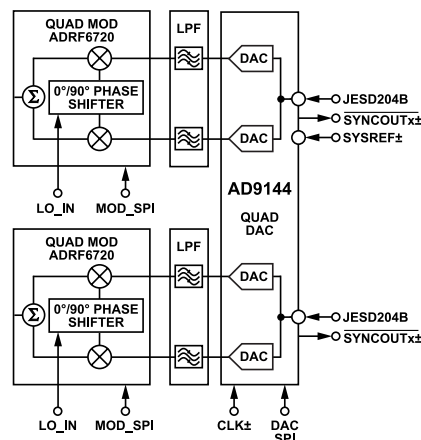 QUAD MOD
ADRF6720
LPF
0°/90° PHASE
SHIFTER
Σ
DAC
DAC
JESD204B
SYNCOUTx±
SYSREF±
LO_IN
MOD_SPI
AD9144
QUAD
DAC
QUAD MOD
ADRF6720
LPF
0°/90° PHASE
SHIFTER
Σ
DAC
DAC
JESD204B
SYNCOUTx±
LO_IN
MOD_SPI
CLK±
DAC
SPI